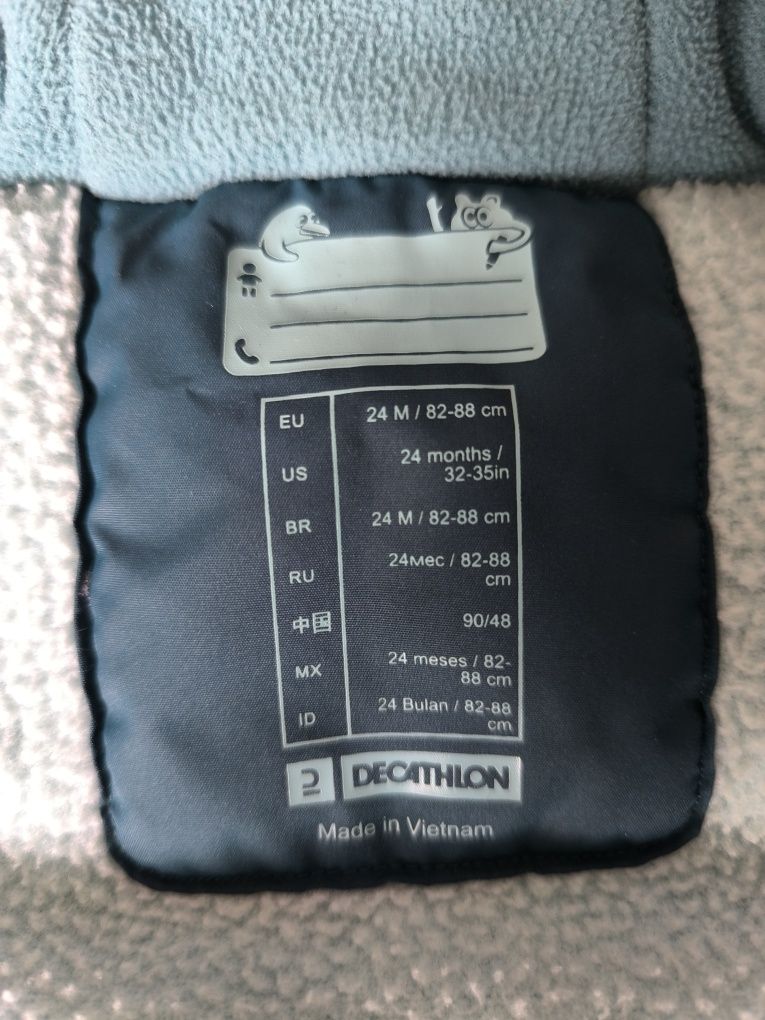 EU 24 M / 82-88 cm
US 24 months /
32-35in
BR 24 M / 82-88 cm
RU 24мес / 82-88
cm
中国 90/48
MX 24 meses / 82-
88 cm
ID 24 Bulan / 82-88
cm
DECATHLON
Made in Vietnam